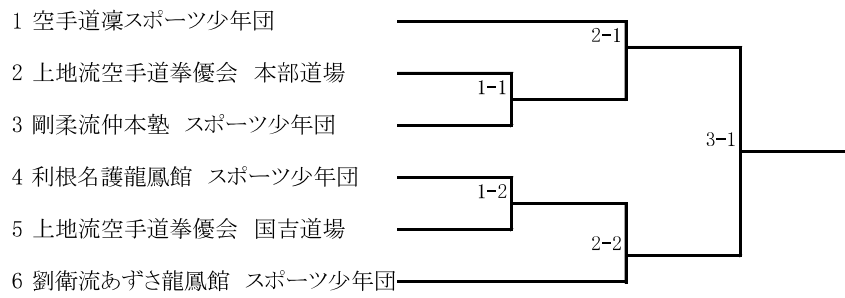 1 空手道凜スポーツ少年団
2-1
2 上地流空手道拳優会 本部道場
1-1
3 剛柔流仲本塾 スポーツ少年団
3-1
4 利根名護龍鳳館 スポーツ少年団
1-2
5 上地流空手道拳優会 国吉道場
2-2
6 劉衛流あずさ龍鳳館 スポーツ少年団